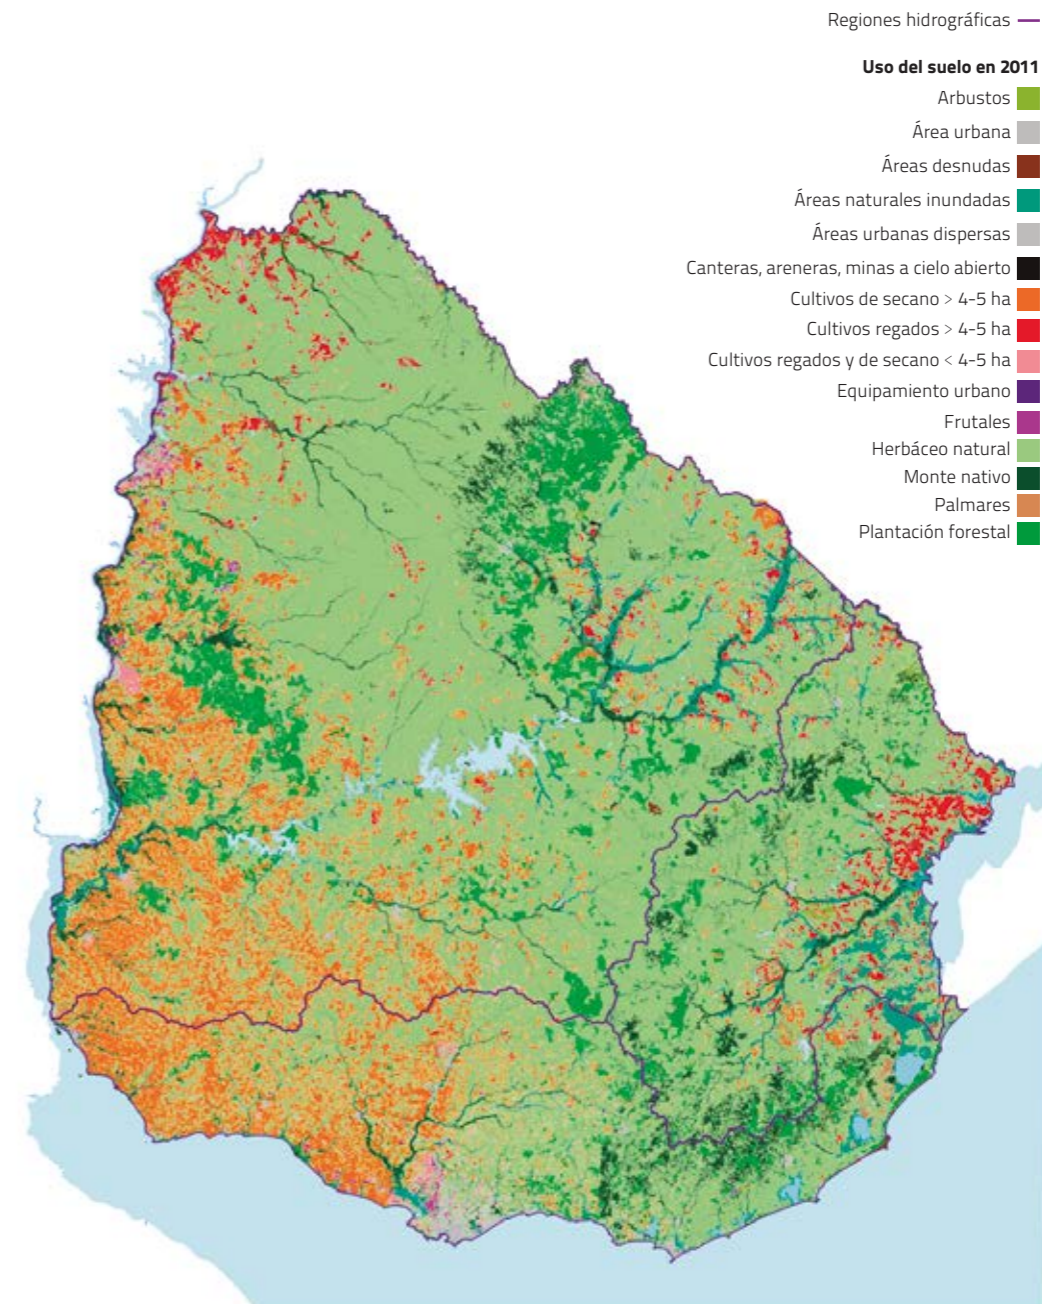 Regiones hidrográficas
Uso del suelo en 2011
Arbustos
Área urbana
Áreas desnudas
Áreas naturales inundadas
Áreas urbanas dispersas
Canteras, areneras, minas a cielo abierto
Cultivos de secano > 4-5 ha
Cultivos regados > 4-5 ha
Cultivos regados y de secano < 4-5 ha
Equipamiento urbano
Frutales
Herbáceo natural
Monte nativo
Palmares
Plantación forestal